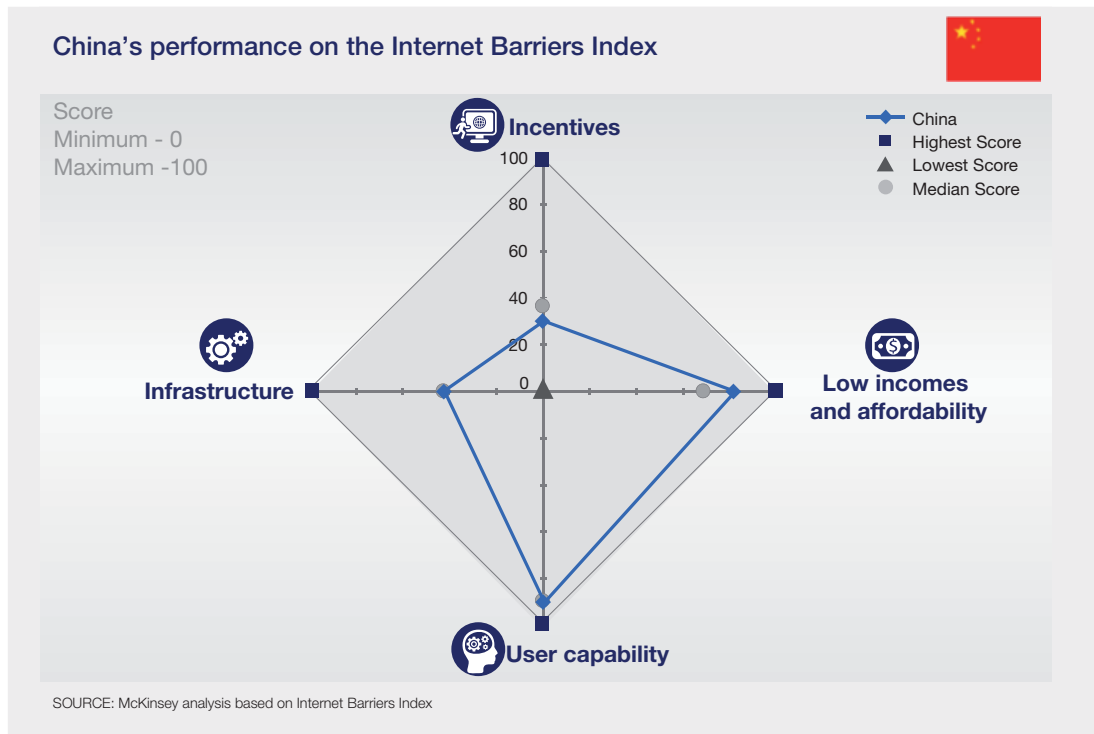 China’s performance on the Internet Barriers Index
Score
Minimum - 0
Maximum -100
Incentives
China
Highest Score
Lowest Score
Median Score
100
80
60
40
20
0
Infrastructure
Low incomes
and affordability
User capability
SOURCE: McKinsey analysis based on Internet Barriers Index